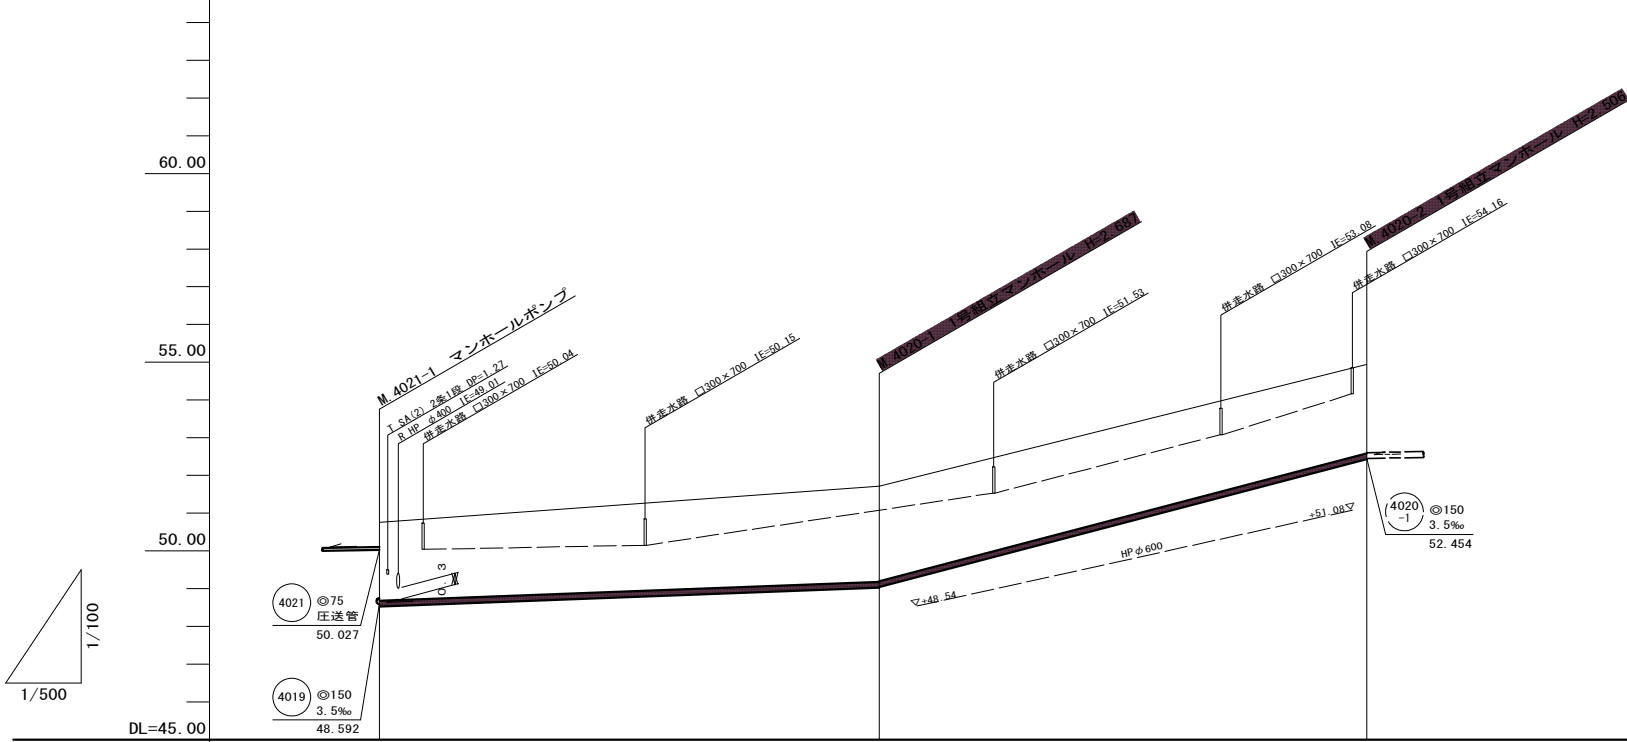 60.00
55.00
50.00
DL=45.00
1/100
1/500
M.4021-1 マンホールポンプ
T SA(2) 2条1段 DP=1.27
R HP φ400 IE=49.01
併走水路 □300×700 IE=50.04
併走水路 □300×700 IE=50.15
M.4020-1 1号組立マンホール H=2.687
併走水路 □300×700 IE=51.53
併走水路 □300×700 IE=53.08
M.4020-2 1号組立マンホール H=2.506
併走水路 □300×700 IE=54.16
0.3
4021 ◎75
圧送管
50.027
4019 ◎150
3.5‰
48.592
▽+48.54
HPφ600
+51.08▽
4020
-1
◎150
3.5‰
52.454